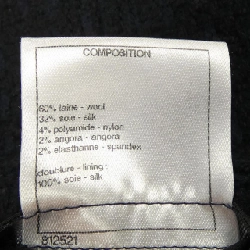 COMPOSITION
60% laine - wool
32% soie - silk
4% polyamide - nylon
2% angora - angora
2% elasthanne - spandex
doublure - lining :
100% soie - silk
812521